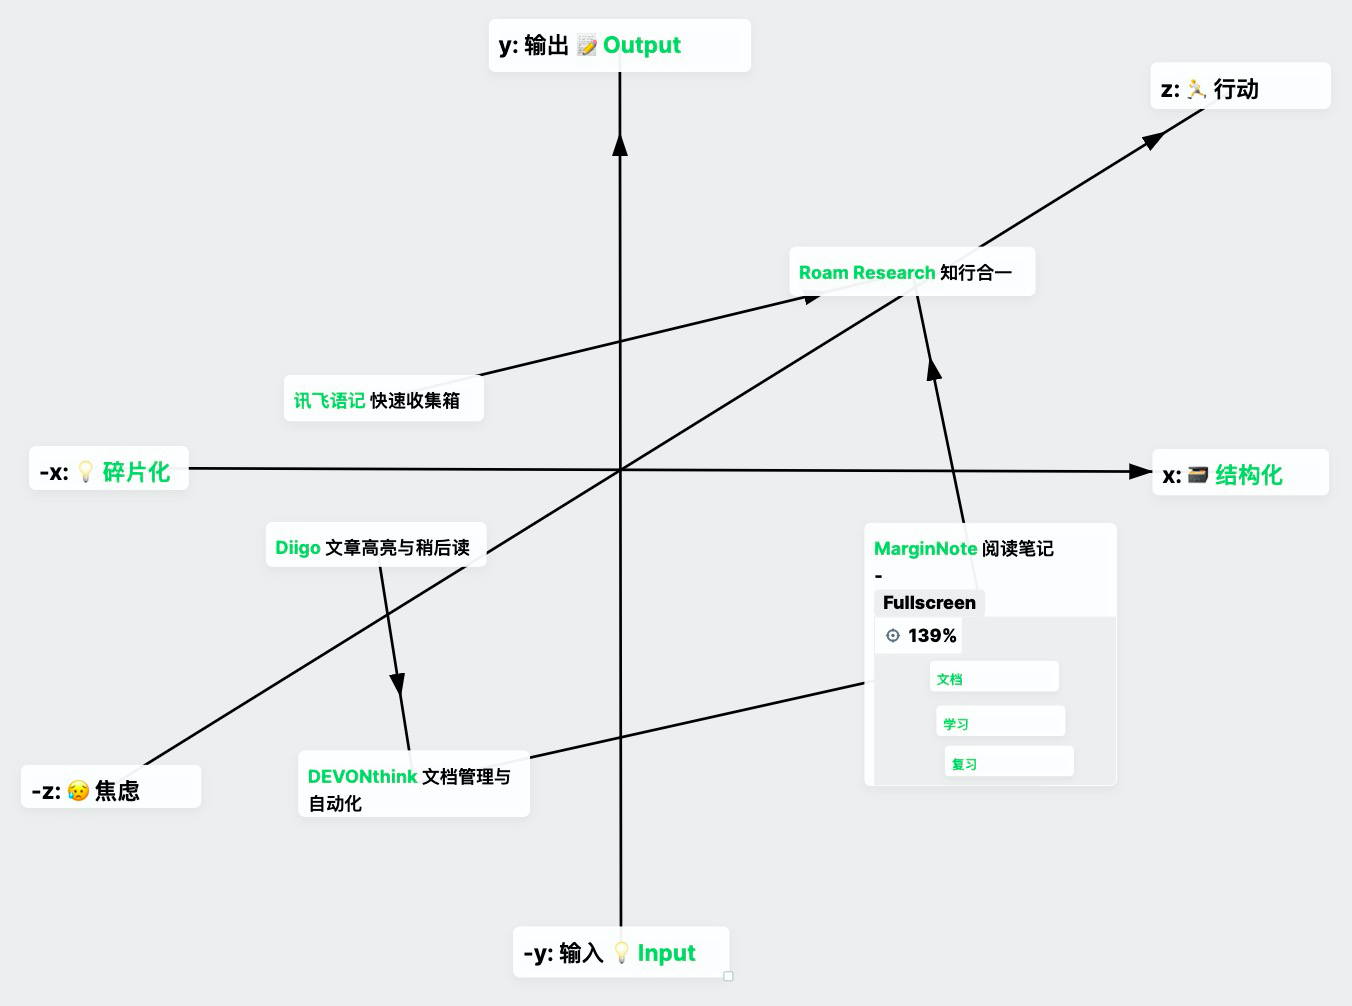 y: 输出 📝 Output
z: 🏃 行动
Roam Research 知行合一
讯飞语记 快速收集箱
-x: 💡 碎片化
x: 🗃 结构化
Diigo 文章高亮与稍后读
MarginNote 阅读笔记
-
Fullscreen
139%
文档
学习
复习
DEVONthink 文档管理与
自动化
-z: 😥 焦虑
-y: 输入 💡 Input